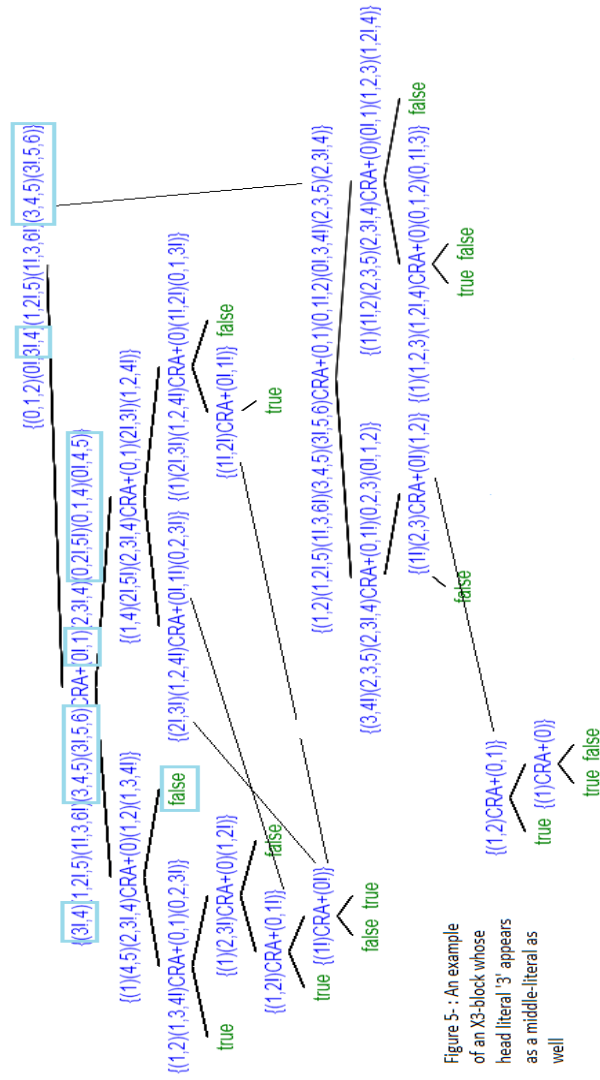 {(0,1,2)(0!,3!,4)(1,2!,5)(1!,3,6!)(3,4,5)(3!,5,6)}
{(3!,4)(1,2!,5)(1!,3,6!)(3,4,5)(3!,5,6)CRA+(0!,1)(2,3!,4)(0,2!,5!)(0,1,4)(0!,4,5)}
{(1)(4,5)(2,3!,4)CRA+(0)(1,2)(1,3,4!)} {(1,4)(2!,5!)(2,3!,4)CRA+(0,1)(2!,3!)(1,2,4!)}
{(1,2)(1,3,4!)CRA+(0,1)(0,2,3!)} false {(2!,3!)(1,2,4!)CRA+(0!,1!)(0,2,3!)} {(1)(2!,3!)(1,2,4!)CRA+(0)(1!,2!)(0,1,3!)}
true {(1)(2,3!)CRA+(0)(1,2!)} {(1!,2!)CRA+(0!,1!)} false
{(1,2!)CRA+(0,1!)} false true
true {(1!)CRA+(0!)}
false true
{(1,2)(1,2!,5)(1!,3,6!)(3,4,5)(3!,5,6)CRA+(0,1)(0,1!,2)(0!,3,4!)(2,3,5)(2,3!,4)}
{(3,4!)(2,3,5)(2,3!,4)CRA+(0,1!)(0,2,3)(0!,1,2)} {(1)(1!,2)(2,3,5)(2,3!,4)CRA+(0)(0!,1)(1,2,3)(1,2!,4)}
false {(1!)(2,3)CRA+(0!)(1,2)} {(1)(1,2,3)(1,2!,4)CRA+(0)(0,1,2)(0,1!,3)} false
true false
{(1,2)CRA+(0,1)}
true {(1)CRA+(0)}
true false
Figure 5- : An example
of an X3-block whose
head literal '3' appears
as a middle-literal as
well